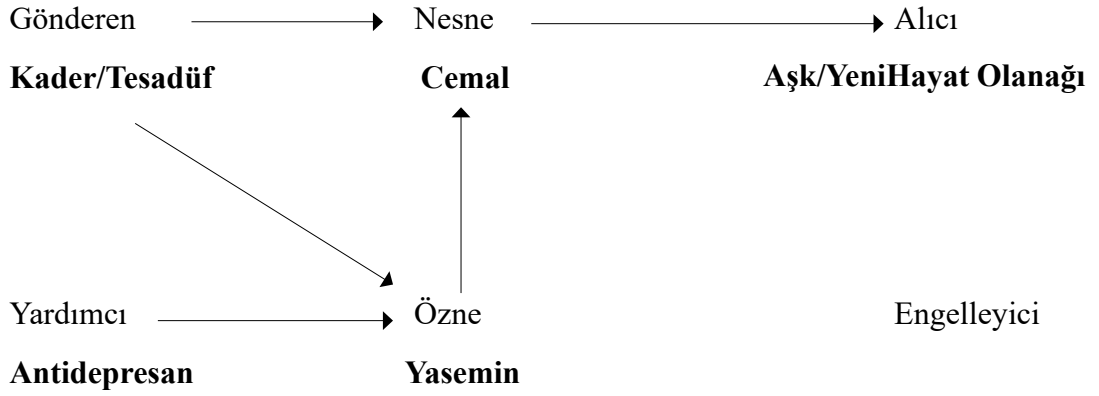 Gönderen Nesne Alıcı
Kader/Tesadüf Cemal Aşk/YeniHayat Olanağı
Yardımcı Özne Engelleyici
Antidepresan Yasemin